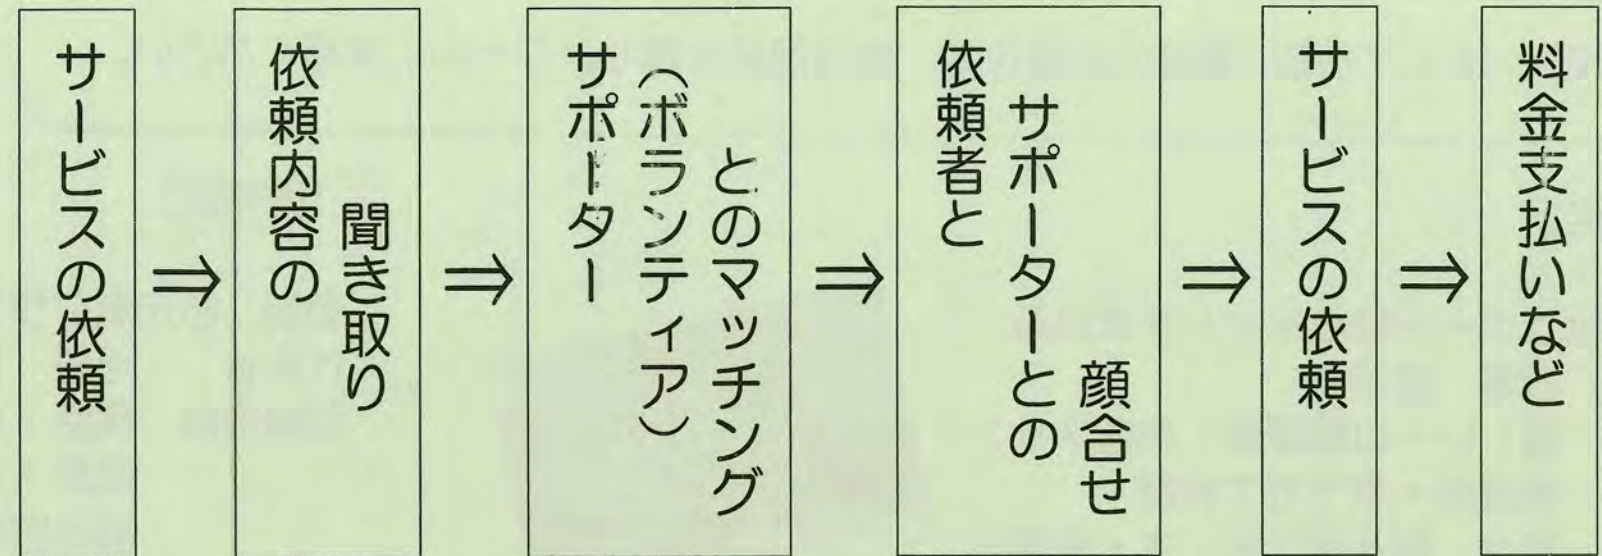 サービスの依頼
⇒
依頼内容の
聞き取り
⇒
サポーター
（ボランティア）
とのマッチング
⇒
依頼者と
サポーターとの
顔合せ
⇒
サービスの依頼
⇒
料金支払いなど